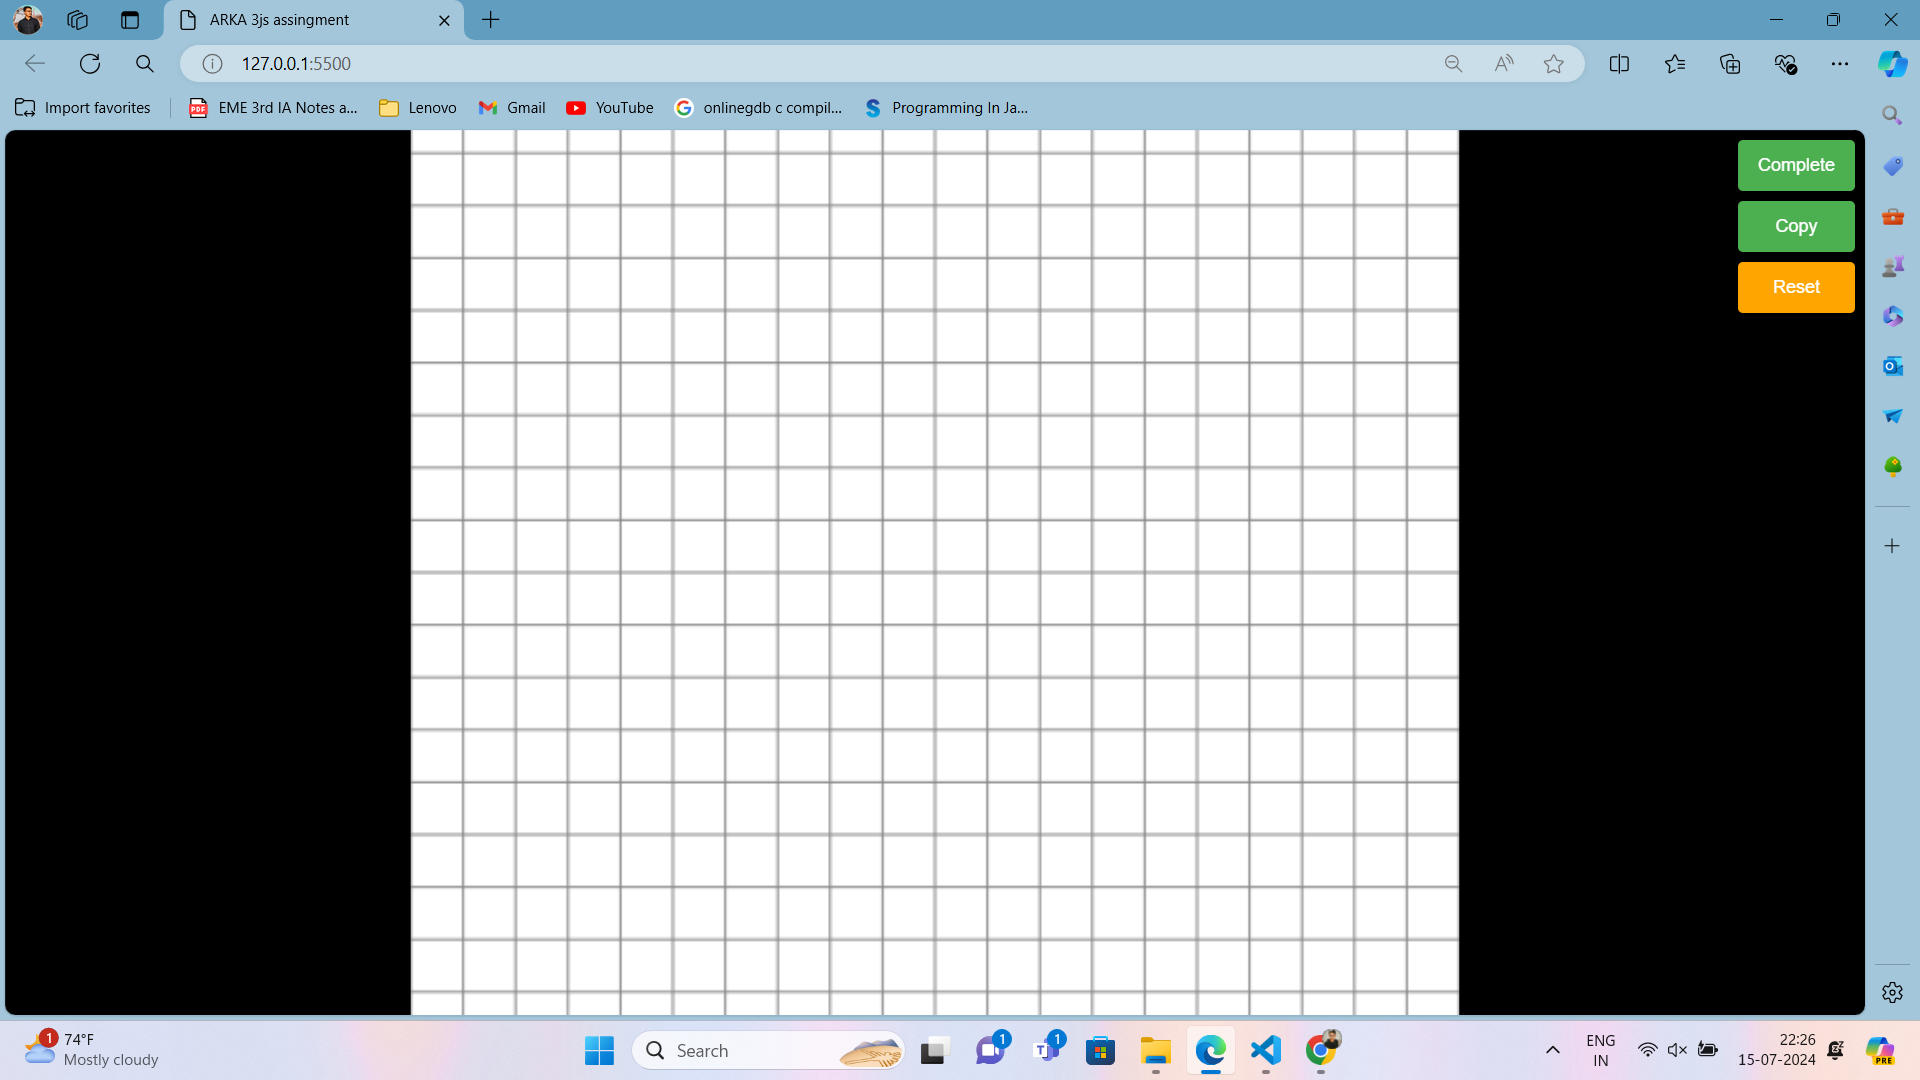 ARKA 3js assingment
127.0.0.1:5500
Import favorites
PDF
EME 3rd IA Notes a...
Lenovo
Gmail
YouTube
onlinegdb c compil...
Programming In Ja...
Complete
Copy
Reset
1
74°F
Mostly cloudy
Search
1
1
ENG
IN
22:26
15-07-2024
PRE